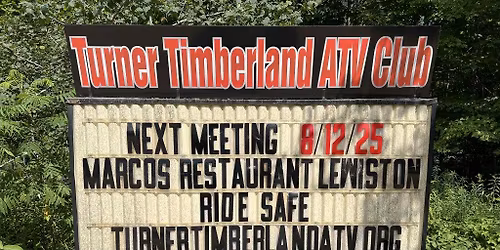 Turner Timberland ATV Club
NEXT MEETING 8/12/25
MARCOS RESTAURANT LEWISTON
RIDE SAFE
TURNERTIMBERLANDATV.ORG